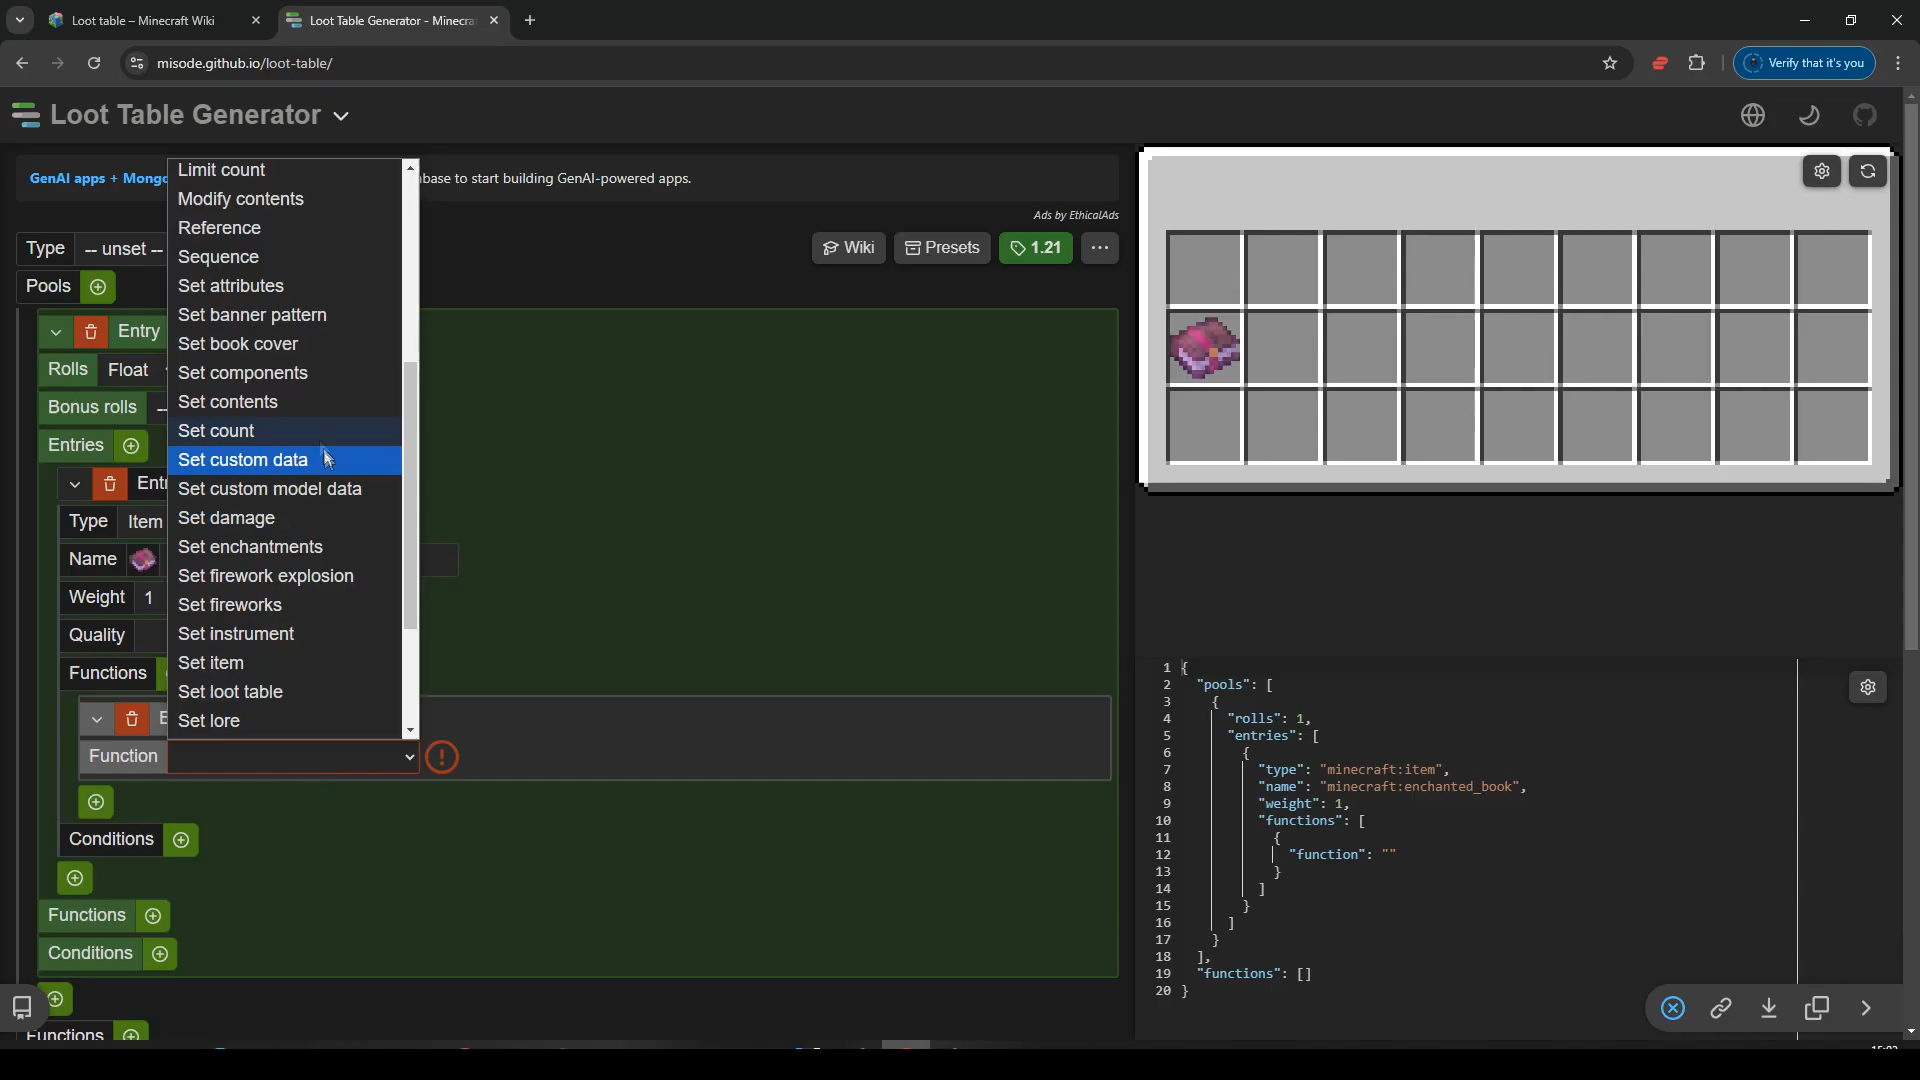 Loot table – Minecraft Wiki
Loot Table Generator - Minecra
misode.github.io/loot-table/
Verify that it's you
Loot Table Generator
GenAI apps + Mongo
base to start building GenAI-powered apps.
Ads by EthicalAds
Type
-- unset --
Wiki
Presets
1.21
Pools
Entry
Rolls
Float
Bonus rolls
Entries
Type
Item
Name
Weight
1
Quality
Functions
Function
Conditions
Functions
Conditions
Functions
Limit count
Modify contents
Reference
Sequence
Set attributes
Set banner pattern
Set book cover
Set components
Set contents
Set count
Set custom data
Set custom model data
Set damage
Set enchantments
Set firework explosion
Set fireworks
Set instrument
Set item
Set loot table
Set lore
1 {
2 "pools": [
3 {
4 "rolls": 1,
5 "entries": [
6 {
7 "type": "minecraft:item",
8 "name": "minecraft:enchanted_book",
9 "weight": 1,
10 "functions": [
11 {
12 "function": ""
13 }
14 ]
15 }
16 ]
17 }
18 ],
19 "functions": []
20 }